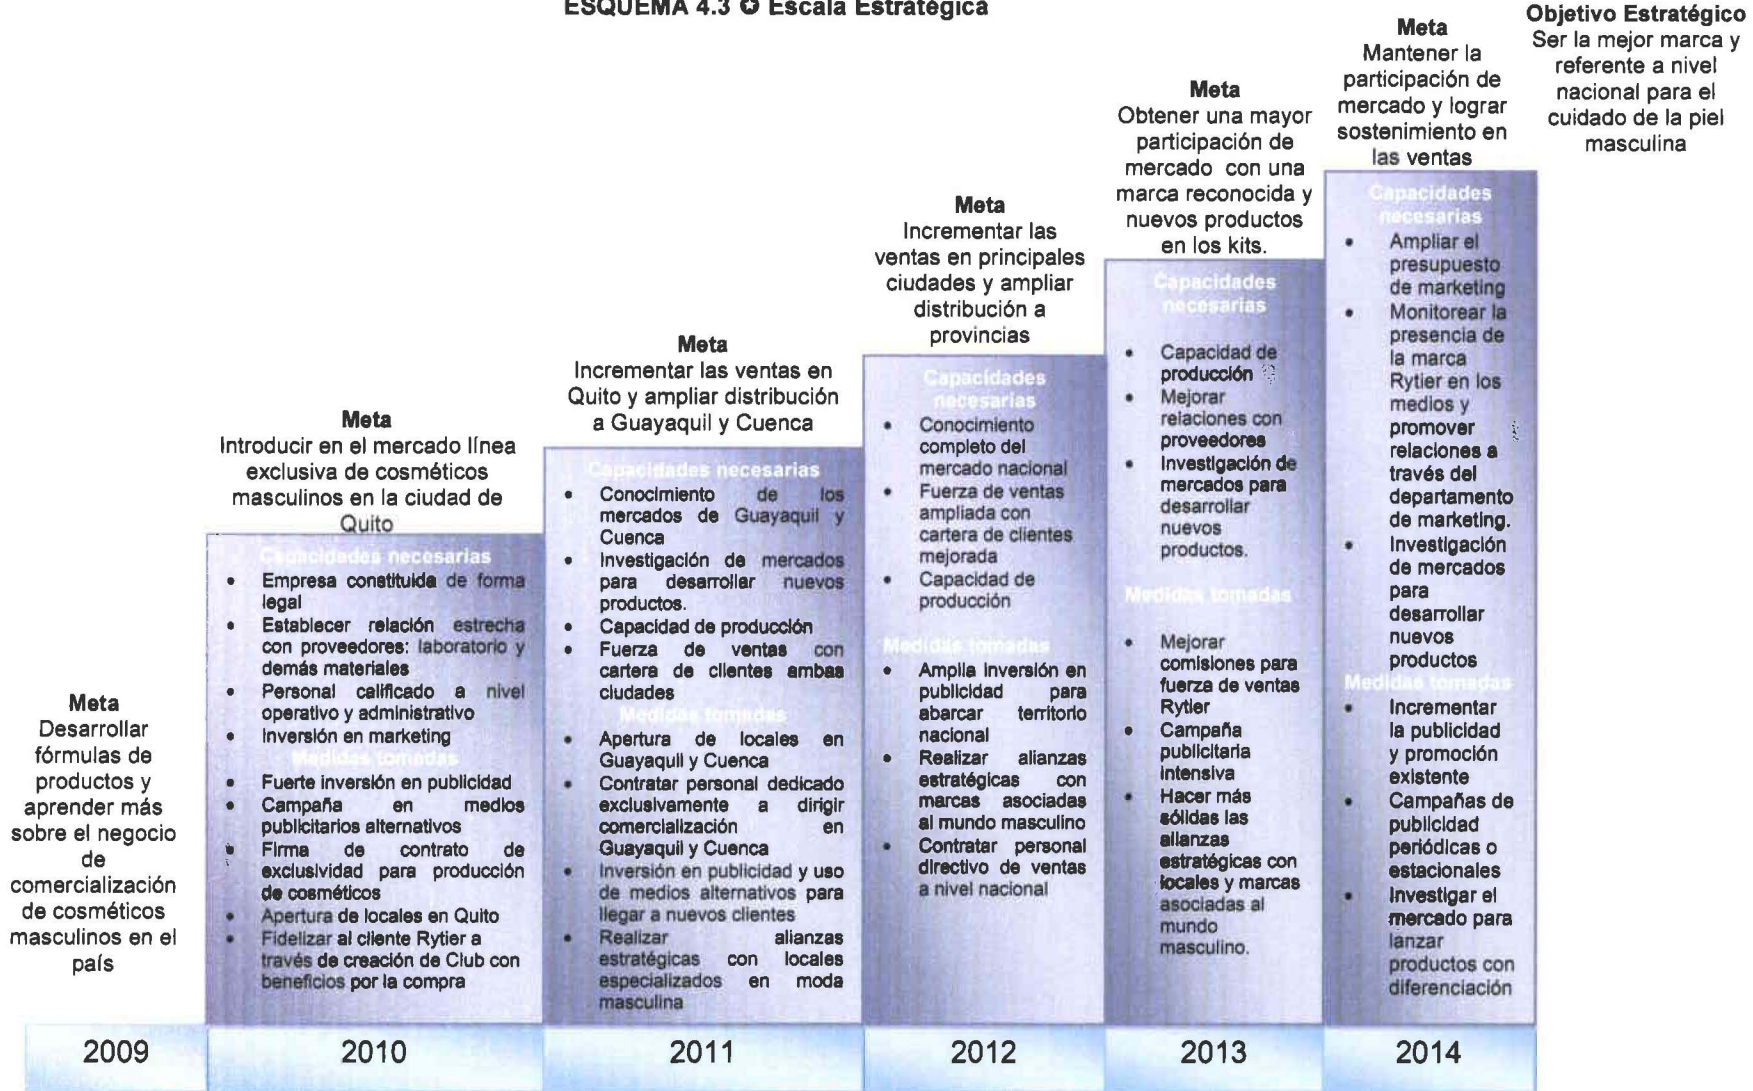 ESQUEMA 4.3 ✪ Escala Estratégica
Meta
Desarrollar
fórmulas de
productos y
aprender más
sobre el negocio
de
comercialización
de cosméticos
masculinos en el
país
2009
Meta
Introducir en el mercado línea
exclusiva de cosméticos
masculinos en la ciudad de
Quito
Capacidades necesarias
• Empresa constituida de forma
legal
• Establecer relación estrecha
con proveedores: laboratorio y
demás materiales
• Personal calificado a nivel
operativo y administrativo
• Inversión en marketing
Medidas tomadas
• Fuerte inversión en publicidad
• Campaña en medios
publicitarios alternativos
• Firma de contrato de
exclusividad para producción
de cosméticos
• Apertura de locales en Quito
• Fidelizar al cliente Rytier a
través de creación de Club con
beneficios por la compra
2010
Meta
Incrementar las ventas en
Quito y ampliar distribución
a Guayaquil y Cuenca
Capacidades necesarias
• Conocimiento de los
mercados de Guayaquil y
Cuenca
• Investigación de mercados
para desarrollar nuevos
productos.
• Capacidad de producción
• Fuerza de ventas con
cartera de clientes ambas
ciudades
Medidas tomadas
• Apertura de locales en
Guayaquil y Cuenca
• Contratar personal dedicado
exclusivamente a dirigir
comercialización en
Guayaquil y Cuenca
• Inversión en publicidad y uso
de medios alternativos para
llegar a nuevos clientes
• Realizar alianzas
estratégicas con locales
especializados en moda
masculina
2011
Meta
Incrementar las
ventas en principales
ciudades y ampliar
distribución a
provincias
Capacidades
necesarias
• Conocimiento
completo del
mercado nacional
• Fuerza de ventas
ampliada con
cartera de clientes
mejorada
• Capacidad de
producción
Medidas tomadas
• Amplia inversión en
publicidad para
abarcar territorio
nacional
• Realizar alianzas
estratégicas con
marcas asociadas
al mundo masculino
• Contratar personal
directivo de ventas
a nivel nacional
2012
Meta
Obtener una mayor
participación de
mercado con una
marca reconocida y
nuevos productos
en los kits.
Capacidades
necesarias
• Capacidad de
producción
• Mejorar
relaciones con
proveedores
• Investigación de
mercados para
desarrollar
nuevos
productos.
Medidas tomadas
• Mejorar
comisiones para
fuerza de ventas
Rytier
• Campaña
publicitaria
intensiva
• Hacer más
sólidas las
alianzas
estratégicas con
locales y marcas
asociadas al
mundo
masculino.
2013
Meta
Mantener la
participación de
mercado y lograr
sostenimiento en
las ventas
Capacidades
necesarias
• Ampliar el
presupuesto
de marketing
• Monitorear la
presencia de
la marca
Rytier en los
medios y
promover
relaciones a
través del
departamento
de marketing.
• Investigación
de mercados
para
desarrollar
nuevos
productos
Medidas tomadas
• Incrementar
la publicidad
y promoción
existente
• Campañas de
publicidad
periódicas o
estacionales
• Investigar el
mercado para
lanzar
productos con
diferenciación
2014
Objetivo Estratégico
Ser la mejor marca y
referente a nivel
nacional para el
cuidado de la piel
masculina